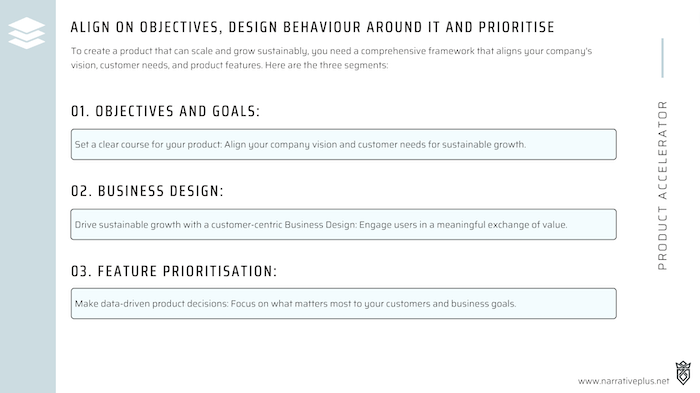 ALIGN ON OBJECTIVES, DESIGN BEHAVIOUR AROUND IT AND PRIORITISE
To create a product that can scale and grow sustainably, you need a comprehensive framework that aligns your company's
vision, customer needs, and product features. Here are the three segments:
01. OBJECTIVES AND GOALS:
Set a clear course for your product: Align your company vision and customer needs for sustainable growth.
02. BUSINESS DESIGN:
Drive sustainable growth with a customer-centric Business Design: Engage users in a meaningful exchange of value.
03. FEATURE PRIORITISATION:
Make data-driven product decisions: Focus on what matters most to your customers and business goals.
PRODUCT ACCELERATOR
www.narrativeplus.net